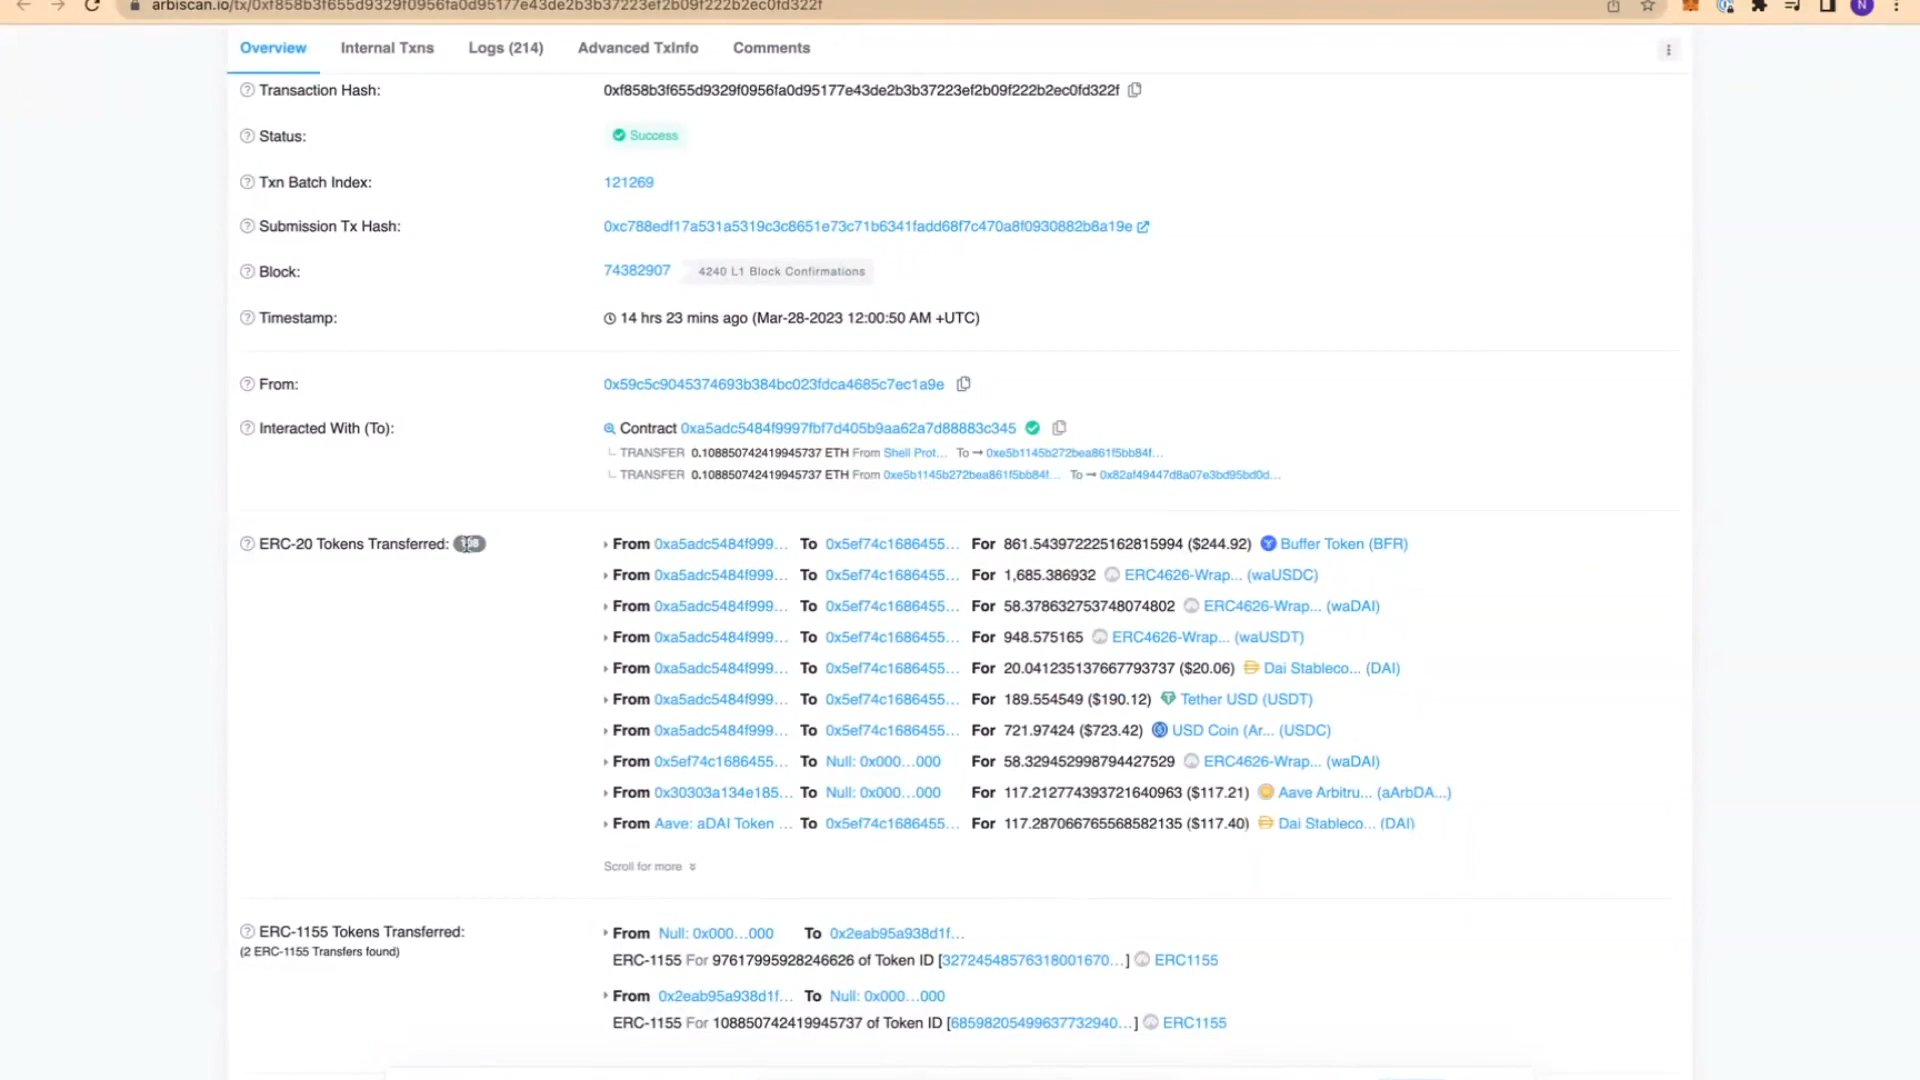 arbiscan.io/tx/0xf858b3f655d9329f0956fa0d95177e43de2b3b37223ef2b09f222b2ec0fd322f
N
Overview Internal Txns Logs (214) Advanced TxInfo Comments
Transaction Hash: 0xf858b3f655d9329f0956fa0d95177e43de2b3b37223ef2b09f222b2ec0fd322f
Status: Success
Txn Batch Index: 121269
Submission Tx Hash: 0xc788edf17a531a5319c3c8651e73c71b6341fadd68f7c470a8f0930882b8a19e
Block: 74382907 4240 L1 Block Confirmations
Timestamp: 14 hrs 23 mins ago (Mar-28-2023 12:00:50 AM +UTC)
From: 0x59c5c9045374693b384bc023fdca4685c7ec1a9e
Interacted With (To): Contract 0xa5adc5484f9997fbf7d405b9aa62a7d88883c345
TRANSFER 0.108850742419945737 ETH From Shell Prot... To → 0xe5b1145b272bea861f5bb84f...
TRANSFER 0.108850742419945737 ETH From 0xe5b1145b272bea861f5bb84f... To → 0x82af49447d8a07e3bd95bd0d...
ERC-20 Tokens Transferred: From 0xa5adc5484f999... To 0x5ef74c1686455... For 861.543972225162815994 ($244.92) Buffer Token (BFR)
From 0xa5adc5484f999... To 0x5ef74c1686455... For 1,685.386932 ERC4626-Wrap... (waUSDC)
From 0xa5adc5484f999... To 0x5ef74c1686455... For 58.378632753748074802 ERC4626-Wrap... (waDAI)
From 0xa5adc5484f999... To 0x5ef74c1686455... For 948.575165 ERC4626-Wrap... (waUSDT)
From 0xa5adc5484f999... To 0x5ef74c1686455... For 20.041235137667793737 ($20.06) Dai Stableco... (DAI)
From 0xa5adc5484f999... To 0x5ef74c1686455... For 189.554549 ($190.12) Tether USD (USDT)
From 0xa5adc5484f999... To 0x5ef74c1686455... For 721.97424 ($723.42) USD Coin (Ar... (USDC)
From 0x5ef74c1686455... To Null: 0x000...000 For 58.329452998794427529 ERC4626-Wrap... (waDAI)
From 0x30303a134e185... To Null: 0x000...000 For 117.212774393721640963 ($117.21) Aave Arbitru... (aArbDA...)
From Aave: aDAI Token ... To 0x5ef74c1686455... For 117.287066765568582135 ($117.40) Dai Stableco... (DAI)
Scroll for more
ERC-1155 Tokens Transferred: From Null: 0x000...000 To 0x2eab95a938d1f...
(2 ERC-1155 Transfers found)
ERC-1155 For 97617995928246626 of Token ID [32724548576318001670...] ERC1155
From 0x2eab95a938d1f... To Null: 0x000...000
ERC-1155 For 108850742419945737 of Token ID [68598205499637732940...] ERC1155